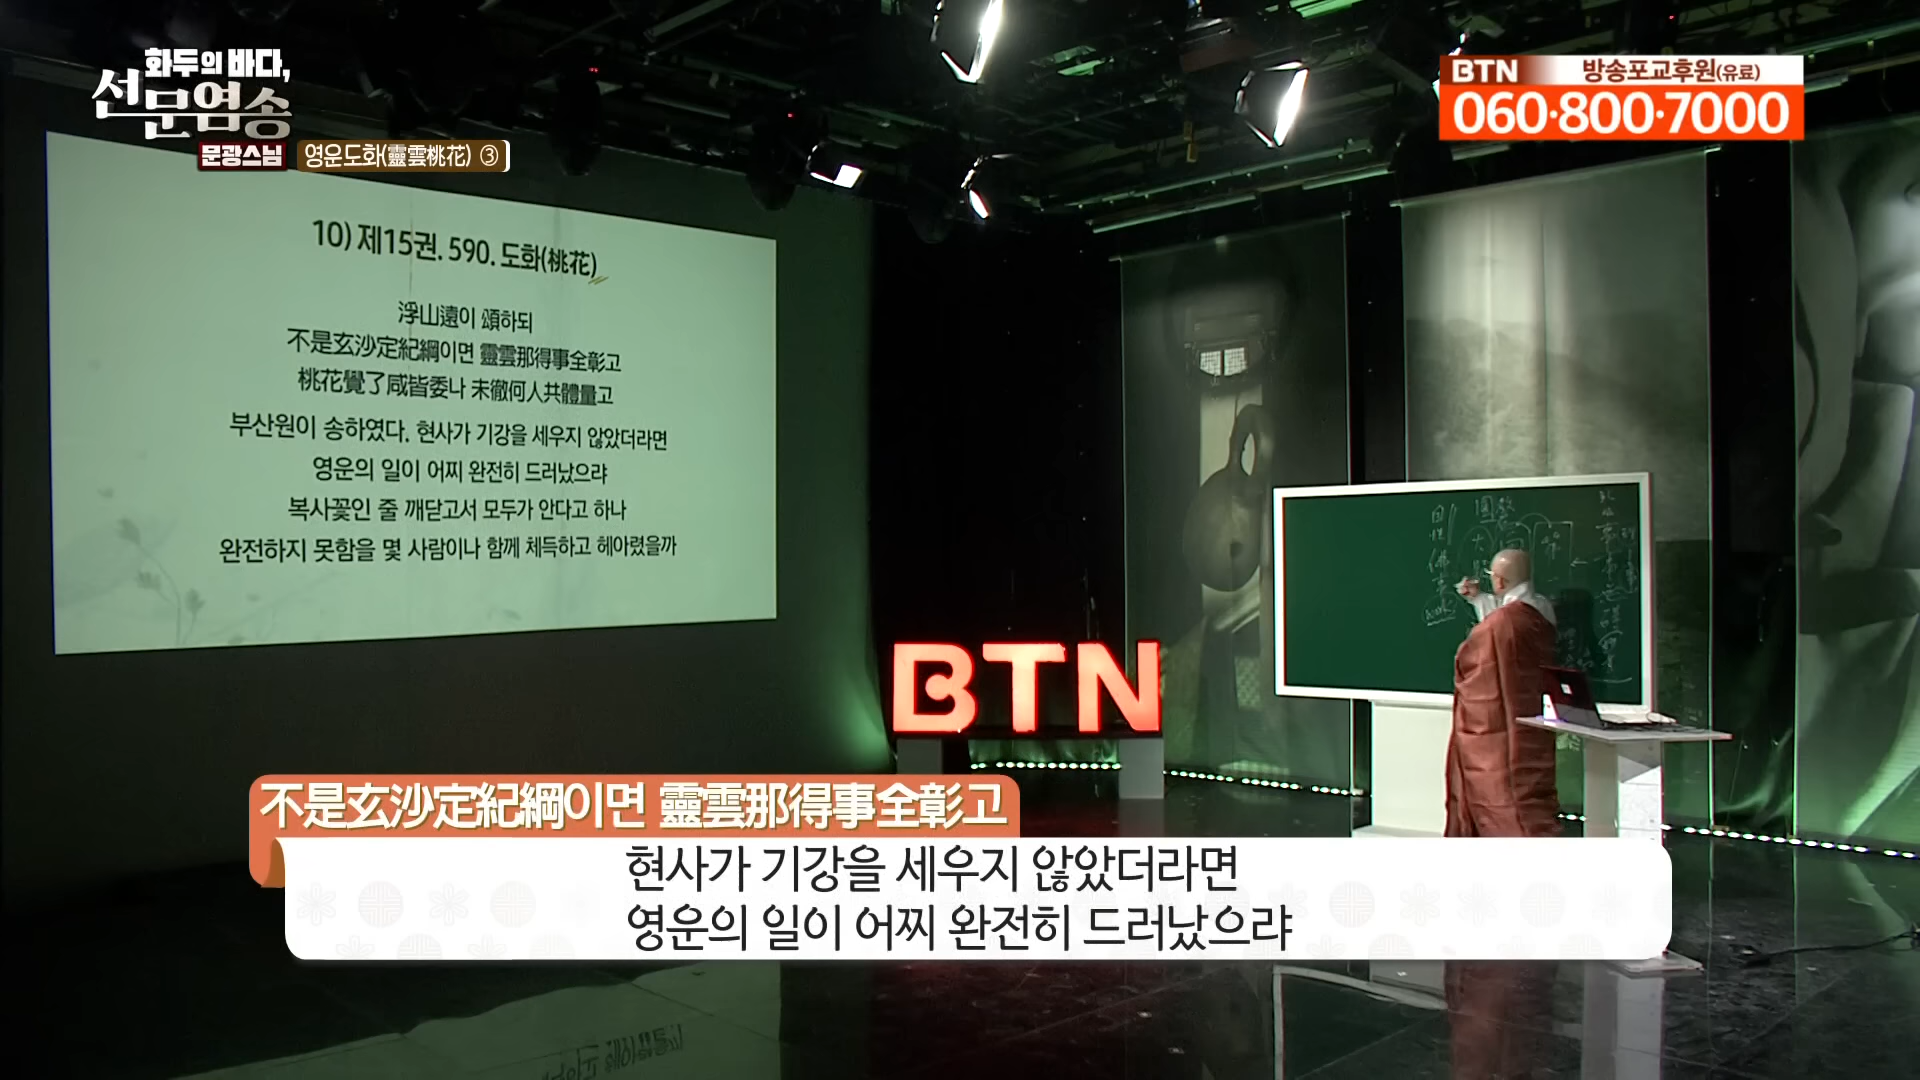 화두의 바다,
선문염송
문광스님
영운도화(靈雲桃花) ③
BTN 방송포교후원(유료)
060·800·7000
10) 제15권. 590. 도화(桃花)
浮山遠이 頌하되
不是玄沙定紀綱이면 靈雲那得事全彰고
桃花覺了咸皆委나 未徹何人共體量고
부산원이 송하였다. 현사가 기강을 세우지 않았더라면
영운의 일이 어찌 완전히 드러났으랴
복사꽃인 줄 깨닫고서 모두가 안다고 하나
완전하지 못함을 몇 사람이나 함께 체득하고 헤아렸을까
BTN
不是玄沙定紀綱이면 靈雲那得事全彰고
현사가 기강을 세우지 않았더라면
영운의 일이 어찌 완전히 드러났으랴